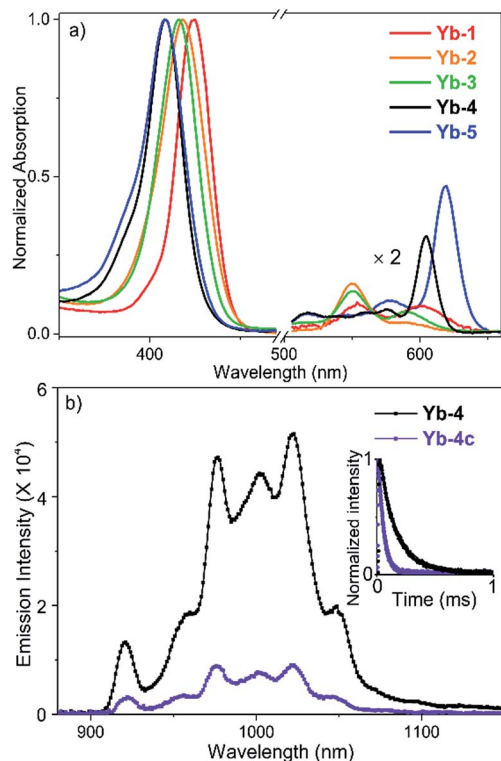 a)
Normalized Absorption
1.0
0.5
0.0
Yb-1
Yb-2
Yb-3
Yb-4
Yb-5
× 2
400
500
600
Wavelength (nm)
b)
Emission Intensity (X 10⁴)
6
4
2
0
Yb-4
Yb-4c
Normalized intensity
1
0
0
1
Time (ms)
900
1000
1100
Wavelength (nm)